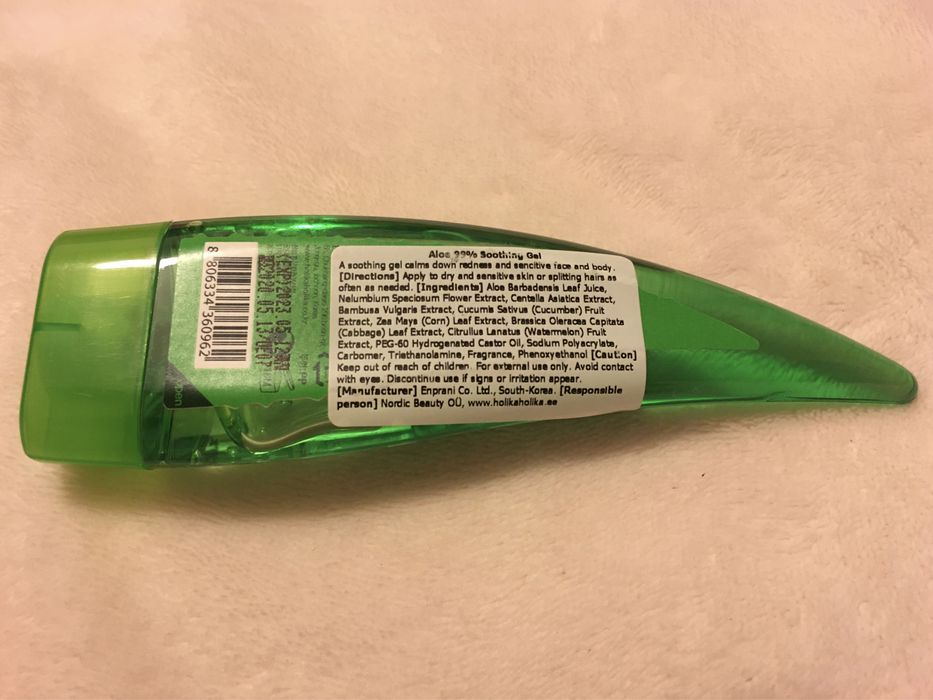 Aloe 99% Soothing Gel
A soothing gel calms down redness and sencitive face and body.
[Directions] Apply to dry and sensitive skin or splitting hairs as
often as needed. [Ingredients] Aloe Barbadensis Leaf Juice,
Nelumbium Speciosum Flower Extract, Centella Asiatica Extract,
Bambusa Vulgaris Extract, Cucumis Sativus (Cucumber) Fruit
Extract, Zea Mays (Corn) Leaf Extract, Brassica Oleracea Capitata
(Cabbage) Leaf Extract, Citrullus Lanatus (Watermelon) Fruit
Extract, PEG-60 Hydrogenated Castor Oil, Sodium Polyacrylate,
Carbomer, Triethanolamine, Fragrance, Phenoxyethanol [Caution]
Keep out of reach of children. For external use only. Avoid contact
with eyes. Discontinue use if signs or irritation appear.
[Manufacturer] Enprani Co. Ltd., South-Korea. [Responsible
person] Nordic Beauty OÜ, www.holikaholika.ee
8 806334 360962
open